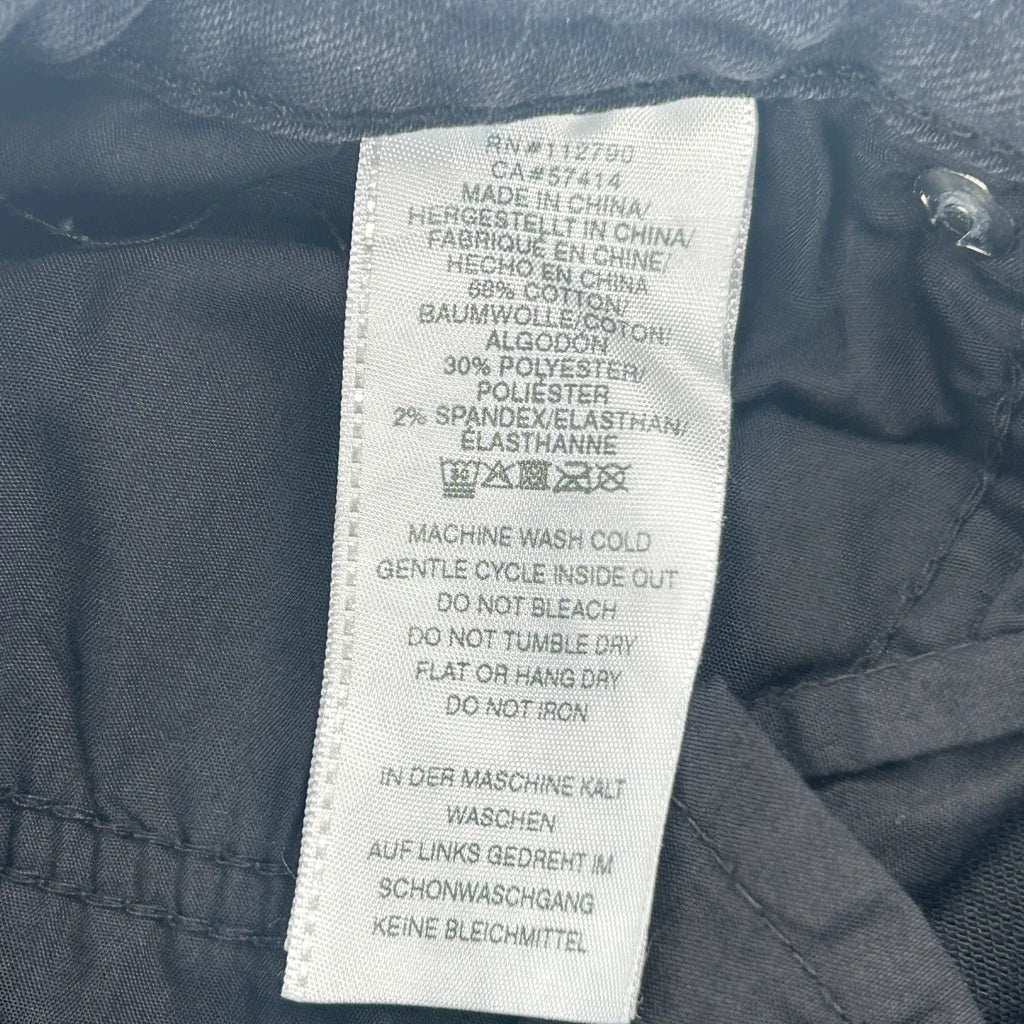 RN#112790
CA#57414
MADE IN CHINA/
HERGESTELLT IN CHINA/
FABRIQUÉ EN CHINE/
HECHO EN CHINA
68% COTTON/
BAUMWOLLE/COTON/
ALGODÓN
30% POLYESTER/
POLIÉSTER
2% SPANDEX/ELASTHAN/
ÉLASTHANNE
MACHINE WASH COLD
GENTLE CYCLE INSIDE OUT
DO NOT BLEACH
DO NOT TUMBLE DRY
FLAT OR HANG DRY
DO NOT IRON
IN DER MASCHINE KALT
WASCHEN
AUF LINKS GEDREHT IM
SCHONWASCHGANG
KEINE BLEICHMITTEL